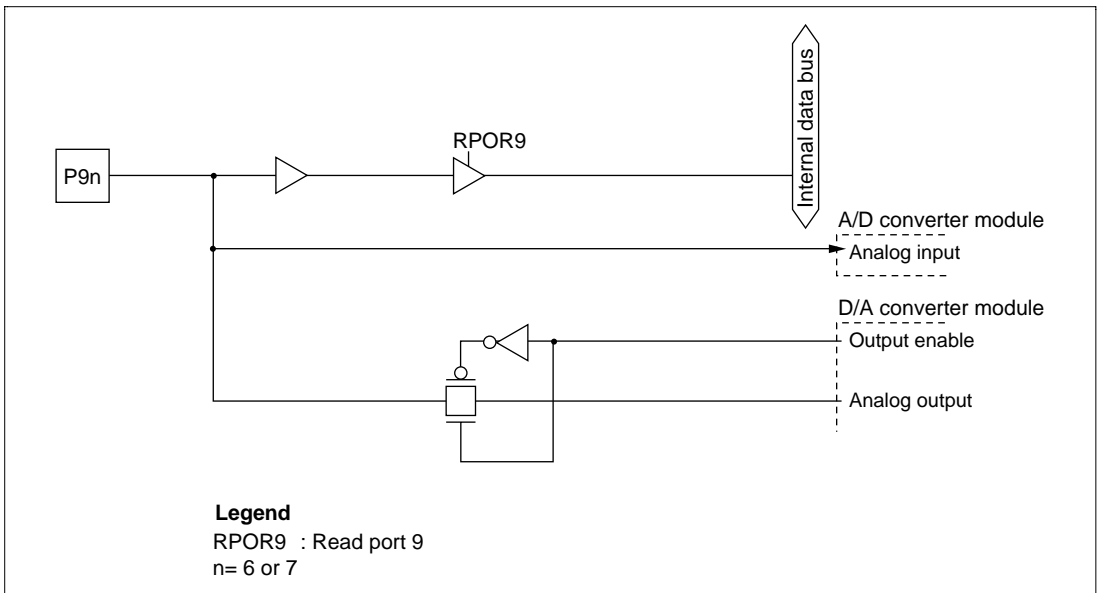 Internal data bus
RPOR9
P9n
A/D converter module
Analog input
D/A converter module
Output enable
Analog output
Legend
RPOR9 : Read port 9
n= 6 or 7